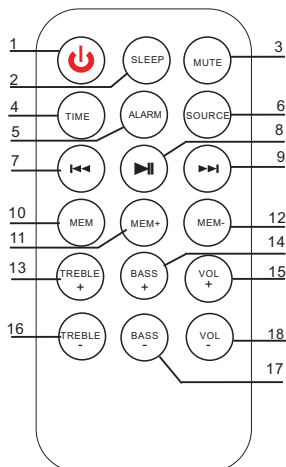 1
SLEEP
3
MUTE
2
4
TIME
ALARM
SOURCE
6
5
8
7
9
10
MEM
MEM+
MEM-
12
11
14
13
TREBLE
+
BASS
+
VOL
+
15
16
TREBLE
-
BASS
-
VOL
-
18
17